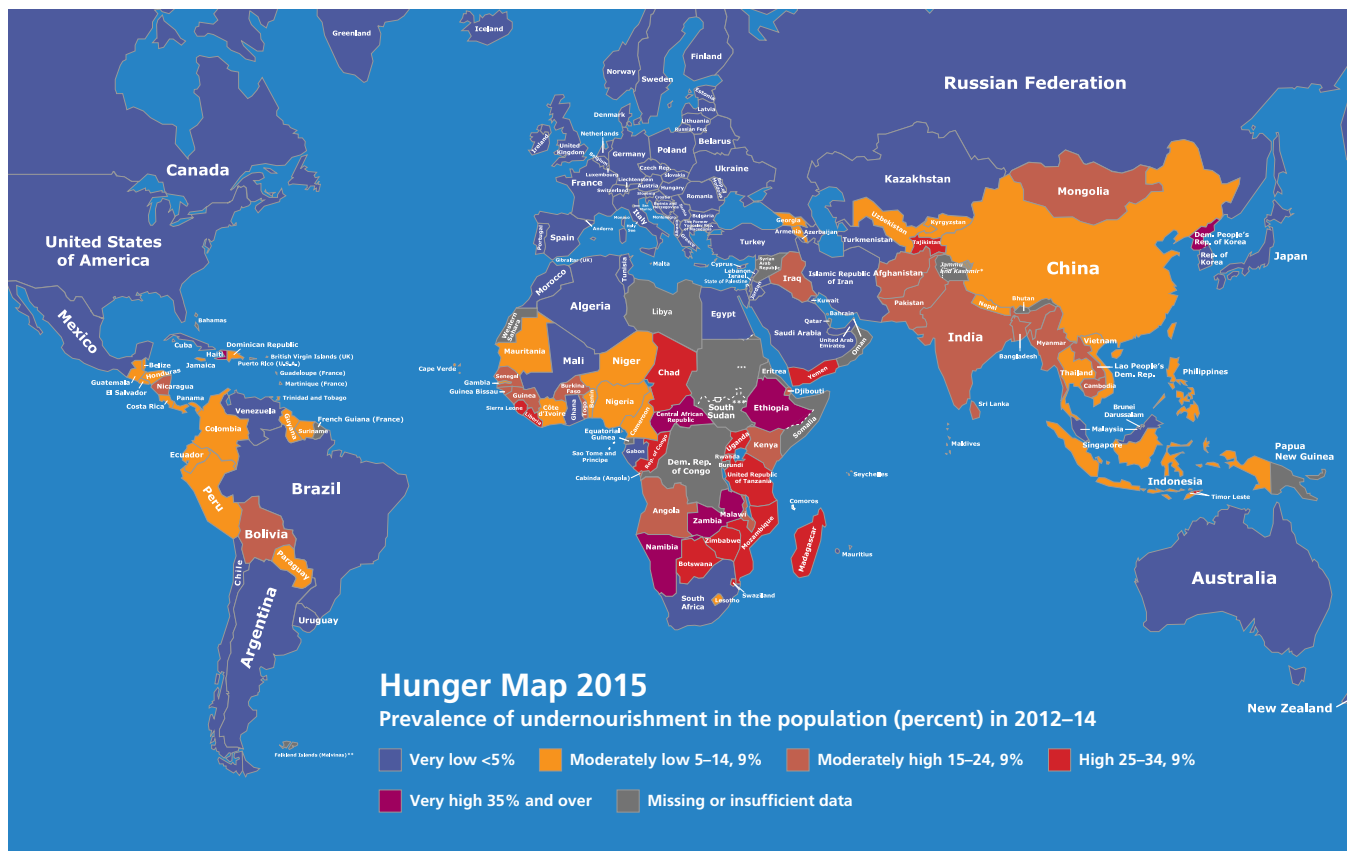 Greenland
Iceland
Finland
Norway
Sweden
Russian Federation
Estonia
Latvia
Lithuania
Russian Fed.
Denmark
Netherlands
Belarus
Ireland
United
Kingdom
Belgium
Germany
Poland
Canada
Ukraine
Czech Rep.
Slovakia
Luxembourg
Liechtenstein
Kazakhstan
France
Switzerland
Austria
Hungary
Mongolia
Romania
Bulgaria
Italy
Monaco
Andorra
Portugal
Spain
Georgia
Armenia
Azerbaijan
Uzbekistan
Kyrgyzstan
Tajikistan
Turkmenistan
Dem. People's
Rep. of Korea
Rep. of
Korea
Japan
United States
of America
Turkey
Gibraltar (UK)
Malta
Tunisia
Morocco
Cyprus
Lebanon
Israel
State of Palestine
Syrian
Arab
Republic
Jordan
Iraq
Islamic Republic
of Iran
Afghanistan
Jammu
and Kashmir*
China
Algeria
Libya
Egypt
Kuwait
Bahrain
Qatar
Saudi Arabia
United Arab
Emirates
Oman
Pakistan
Nepal
Bhutan
India
Bangladesh
Mexico
Bahamas
Cuba
Haiti
Dominican Republic
Jamaica
British Virgin Islands (UK)
Puerto Rico (U.S.A.)
Guadeloupe (France)
Martinique (France)
Trinidad and Tobago
Belize
Honduras
Guatemala
El Salvador
Nicaragua
Costa Rica
Panama
Western
Sahara
Mauritania
Mali
Niger
Chad
...
Eritrea
Yemen
Djibouti
Myanmar
Vietnam
Lao People's
Dem. Rep.
Thailand
Cambodia
Philippines
Cape Verde
Senegal
Gambia
Guinea Bissau
Guinea
Sierra Leone
Liberia
Côte
d'Ivoire
Burkina
Faso
Ghana
Togo
Benin
Nigeria
Cameroon
Central African
Republic
South
Sudan
Ethiopia
Somalia
Sri Lanka
Maldives
Brunei
Darussalam
Malaysia
Singapore
Venezuela
Guyana
Suriname
French Guiana (France)
Colombia
Ecuador
Peru
Brazil
Bolivia
Paraguay
Chile
Argentina
Uruguay
Falkland Islands (Malvinas)**
Equatorial
Guinea
Sao Tome and
Principe
Gabon
Rep. of Congo
Dem. Rep.
of Congo
Cabinda (Angola)
Uganda
Kenya
Rwanda
Burundi
United Republic
of Tanzania
Seychelles
Comoros
Angola
Zambia
Malawi
Mozambique
Zimbabwe
Namibia
Botswana
Madagascar
Mauritius
Swaziland
Lesotho
South
Africa
Indonesia
Timor Leste
Papua
New Guinea
Australia
New Zealand
Hunger Map 2015
Prevalence of undernourishment in the population (percent) in 2012–14
Very low <5%
Moderately low 5–14, 9%
Moderately high 15–24, 9%
High 25–34, 9%
Very high 35% and over
Missing or insufficient data